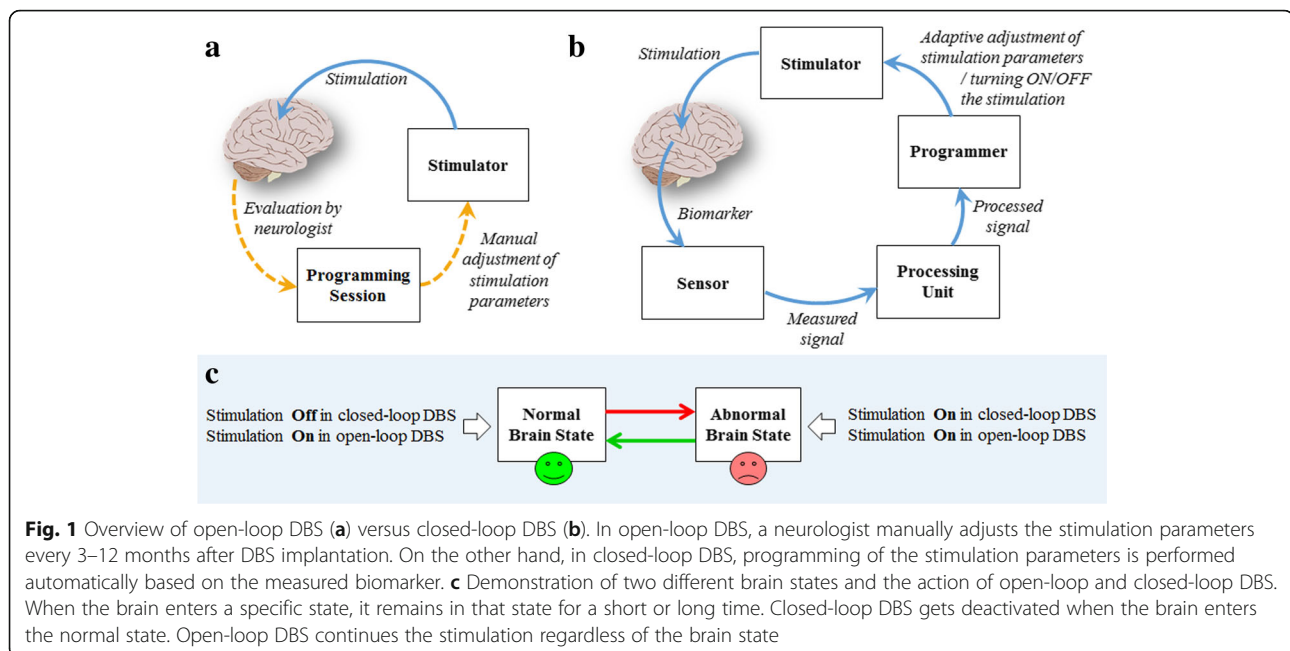 a
Stimulation
Stimulator
Evaluation by
neurologist
Programming
Session
Manual
adjustment of
stimulation
parameters
b
Stimulation
Stimulator
Adaptive adjustment of
stimulation parameters
/ turning ON/OFF
the stimulation
Programmer
Biomarker
Processed
signal
Sensor
Processing
Unit
Measured
signal
c
Stimulation Off in closed-loop DBS
Stimulation On in open-loop DBS
Normal
Brain State
Abnormal
Brain State
Stimulation On in closed-loop DBS
Stimulation On in open-loop DBS
Fig. 1 Overview of open-loop DBS (a) versus closed-loop DBS (b). In open-loop DBS, a neurologist manually adjusts the stimulation parameters
every 3–12 months after DBS implantation. On the other hand, in closed-loop DBS, programming of the stimulation parameters is performed
automatically based on the measured biomarker. c Demonstration of two different brain states and the action of open-loop and closed-loop DBS.
When the brain enters a specific state, it remains in that state for a short or long time. Closed-loop DBS gets deactivated when the brain enters
the normal state. Open-loop DBS continues the stimulation regardless of the brain state